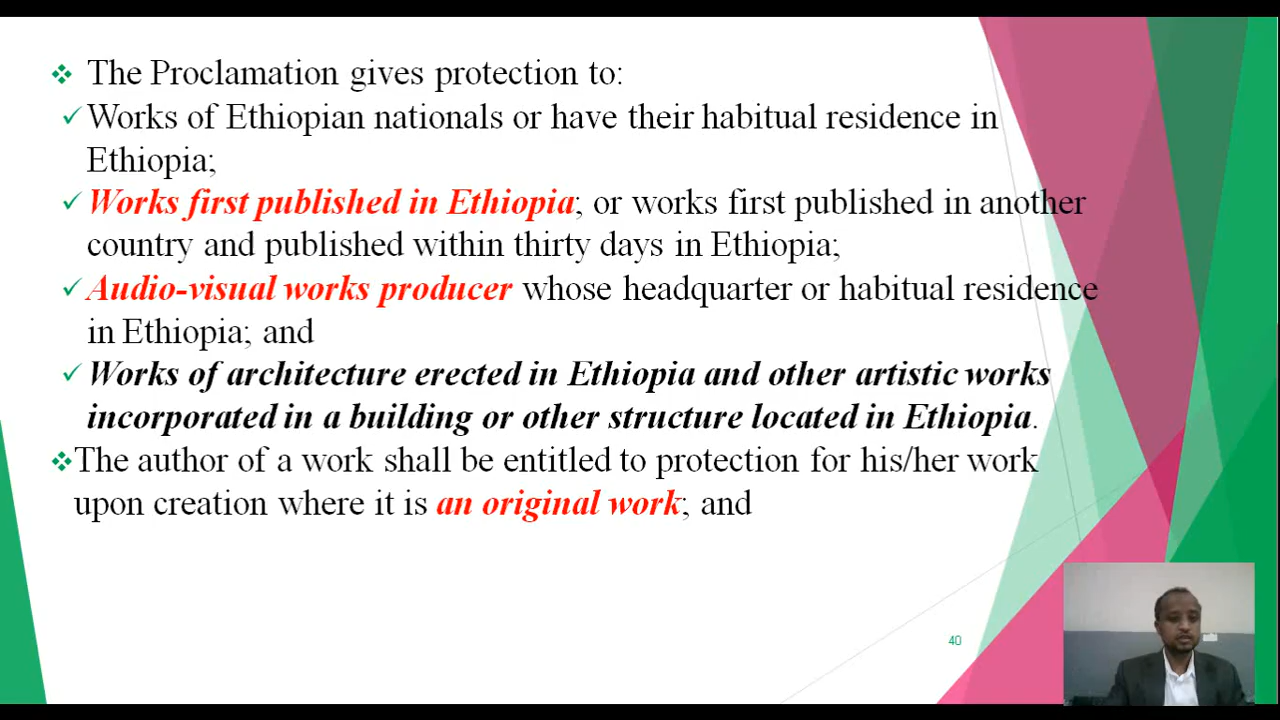 The Proclamation gives protection to:
Works of Ethiopian nationals or have their habitual residence in
Ethiopia;
Works first published in Ethiopia; or works first published in another
country and published within thirty days in Ethiopia;
Audio-visual works producer whose headquarter or habitual residence
in Ethiopia; and
Works of architecture erected in Ethiopia and other artistic works
incorporated in a building or other structure located in Ethiopia.
The author of a work shall be entitled to protection for his/her work
upon creation where it is an original work; and
40